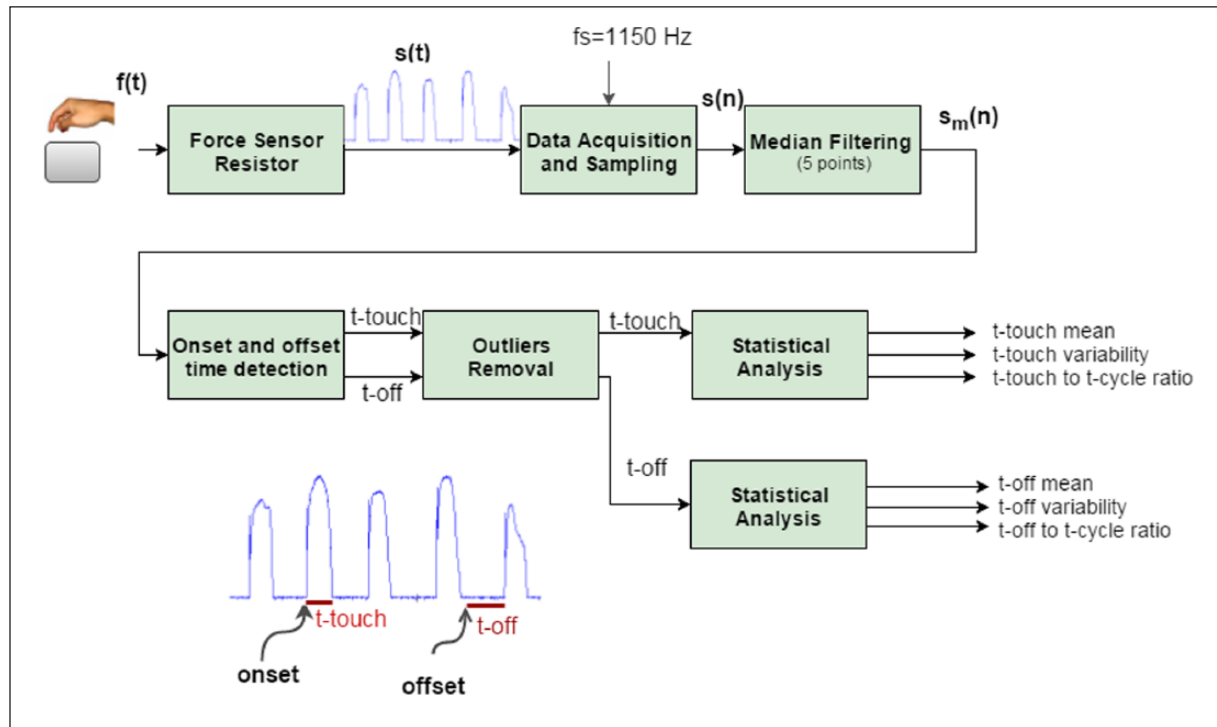 fs=1150 Hz
f(t)
s(t)
s(n)
sm(n)
Force Sensor
Resistor
Data Acquisition
and Sampling
Median Filtering
(5 points)
Onset and offset
time detection
t-touch
t-off
Outliers
Removal
t-touch
Statistical
Analysis
t-touch mean
t-touch variability
t-touch to t-cycle ratio
t-off
Statistical
Analysis
t-off mean
t-off variability
t-off to t-cycle ratio
t-touch
t-off
onset
offset